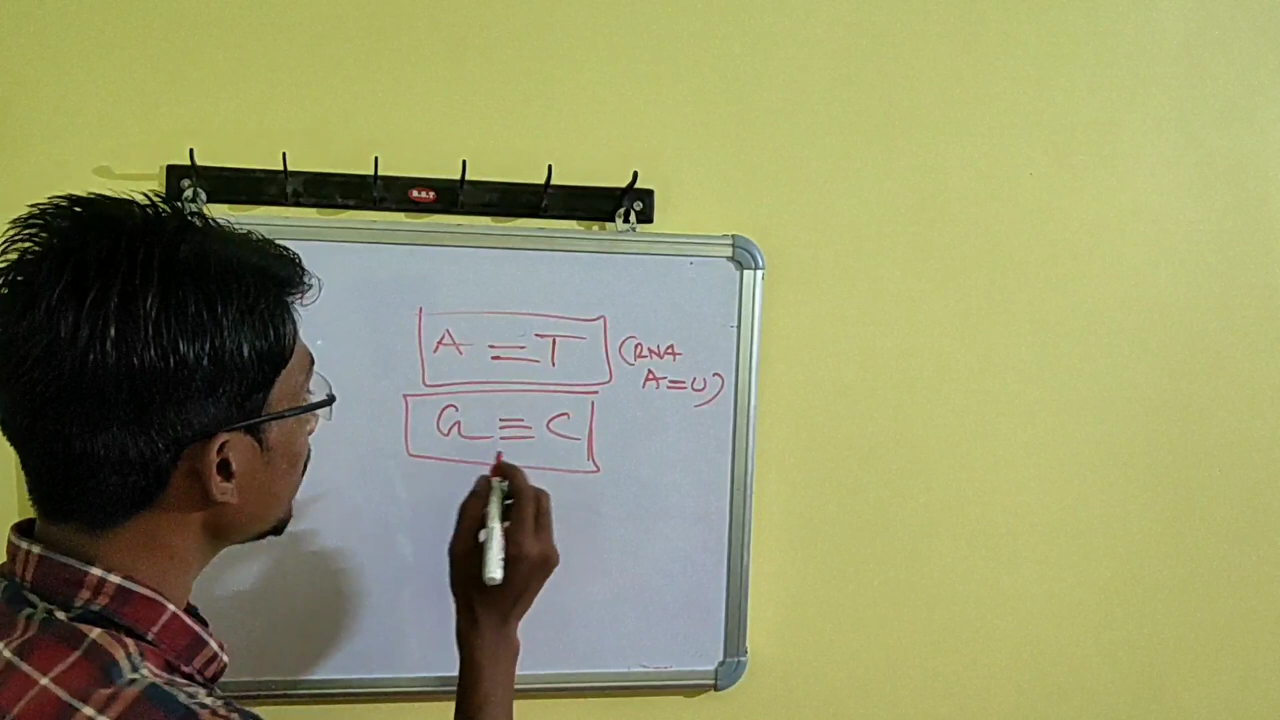 A = T (RNA
A = U)
G ≡ C